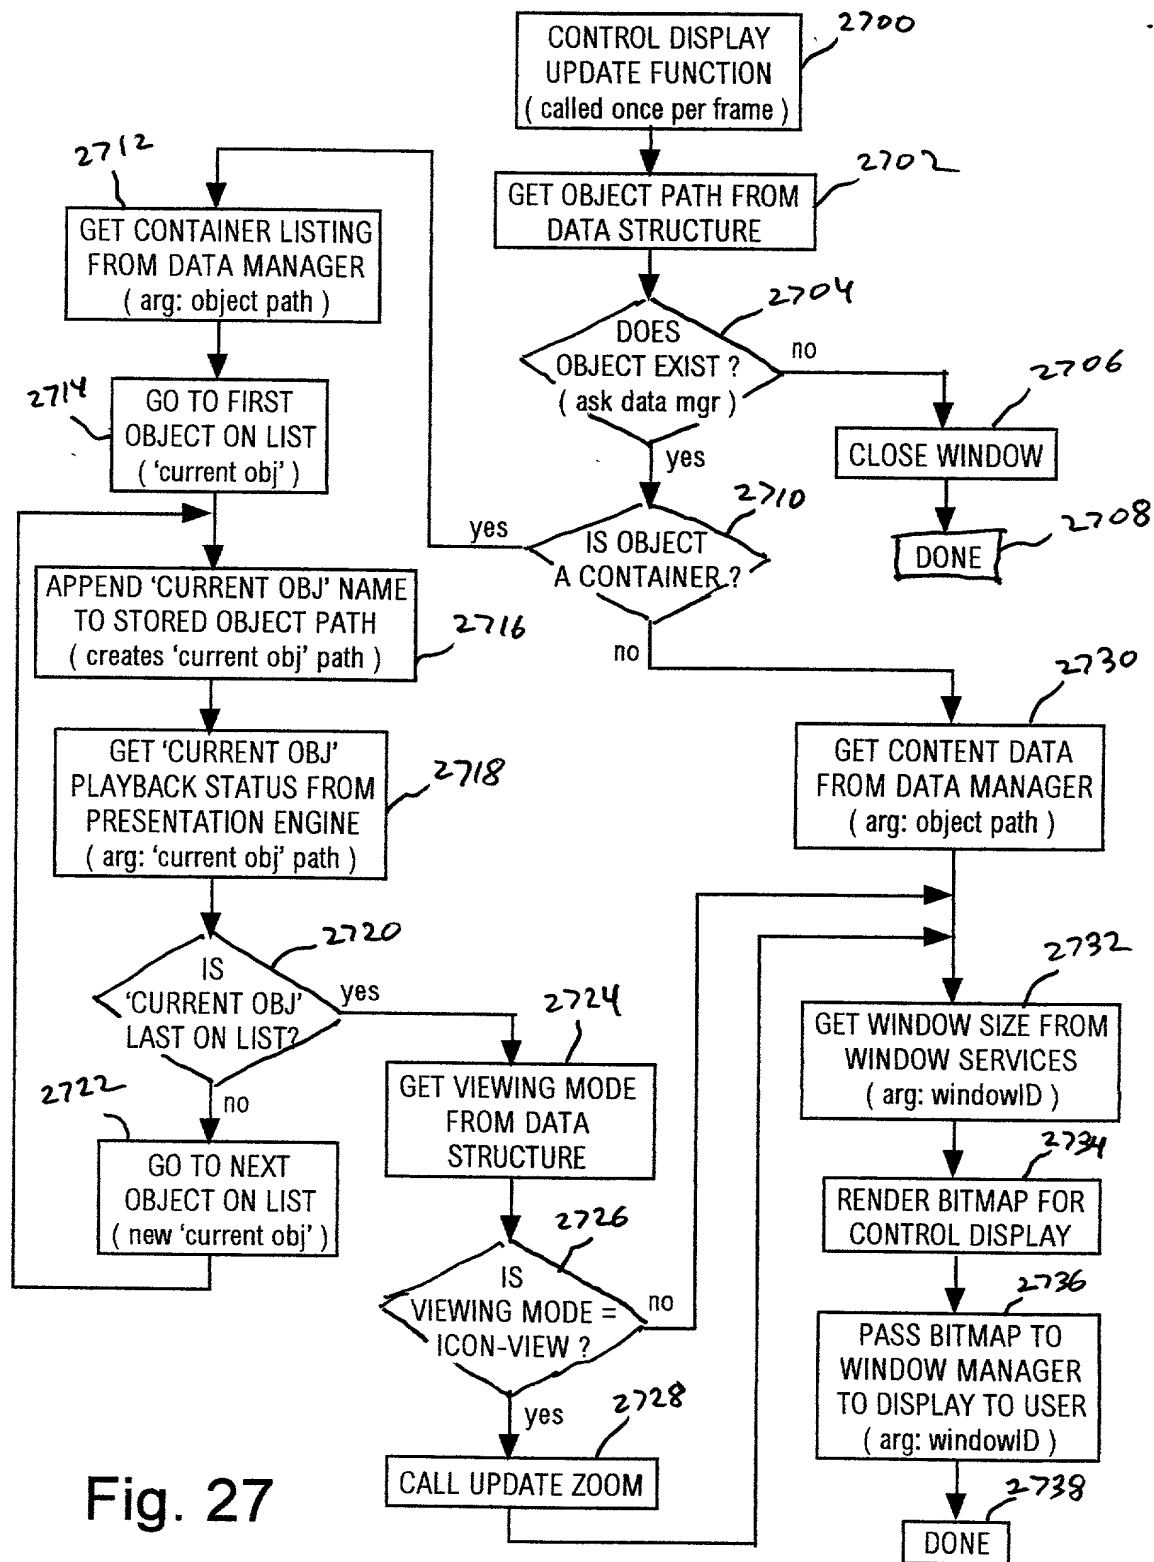 2700
CONTROL DISPLAY
UPDATE FUNCTION
( called once per frame )
2702
GET OBJECT PATH FROM
DATA STRUCTURE
2704
DOES
OBJECT EXIST ?
( ask data mgr )
no
yes
2706
CLOSE WINDOW
2708
DONE
2710
IS OBJECT
A CONTAINER ?
yes
no
2712
GET CONTAINER LISTING
FROM DATA MANAGER
( arg: object path )
2714
GO TO FIRST
OBJECT ON LIST
( 'current obj' )
2716
APPEND 'CURRENT OBJ' NAME
TO STORED OBJECT PATH
( creates 'current obj' path )
2718
GET 'CURRENT OBJ'
PLAYBACK STATUS FROM
PRESENTATION ENGINE
( arg: 'current obj' path )
2720
IS
'CURRENT OBJ'
LAST ON LIST?
yes
no
2722
GO TO NEXT
OBJECT ON LIST
( new 'current obj' )
2724
GET VIEWING MODE
FROM DATA
STRUCTURE
2726
IS
VIEWING MODE =
ICON-VIEW ?
no
yes
2728
CALL UPDATE ZOOM
2730
GET CONTENT DATA
FROM DATA MANAGER
( arg: object path )
2732
GET WINDOW SIZE FROM
WINDOW SERVICES
( arg: windowID )
2734
RENDER BITMAP FOR
CONTROL DISPLAY
2736
PASS BITMAP TO
WINDOW MANAGER
TO DISPLAY TO USER
( arg: windowID )
2738
DONE
Fig. 27